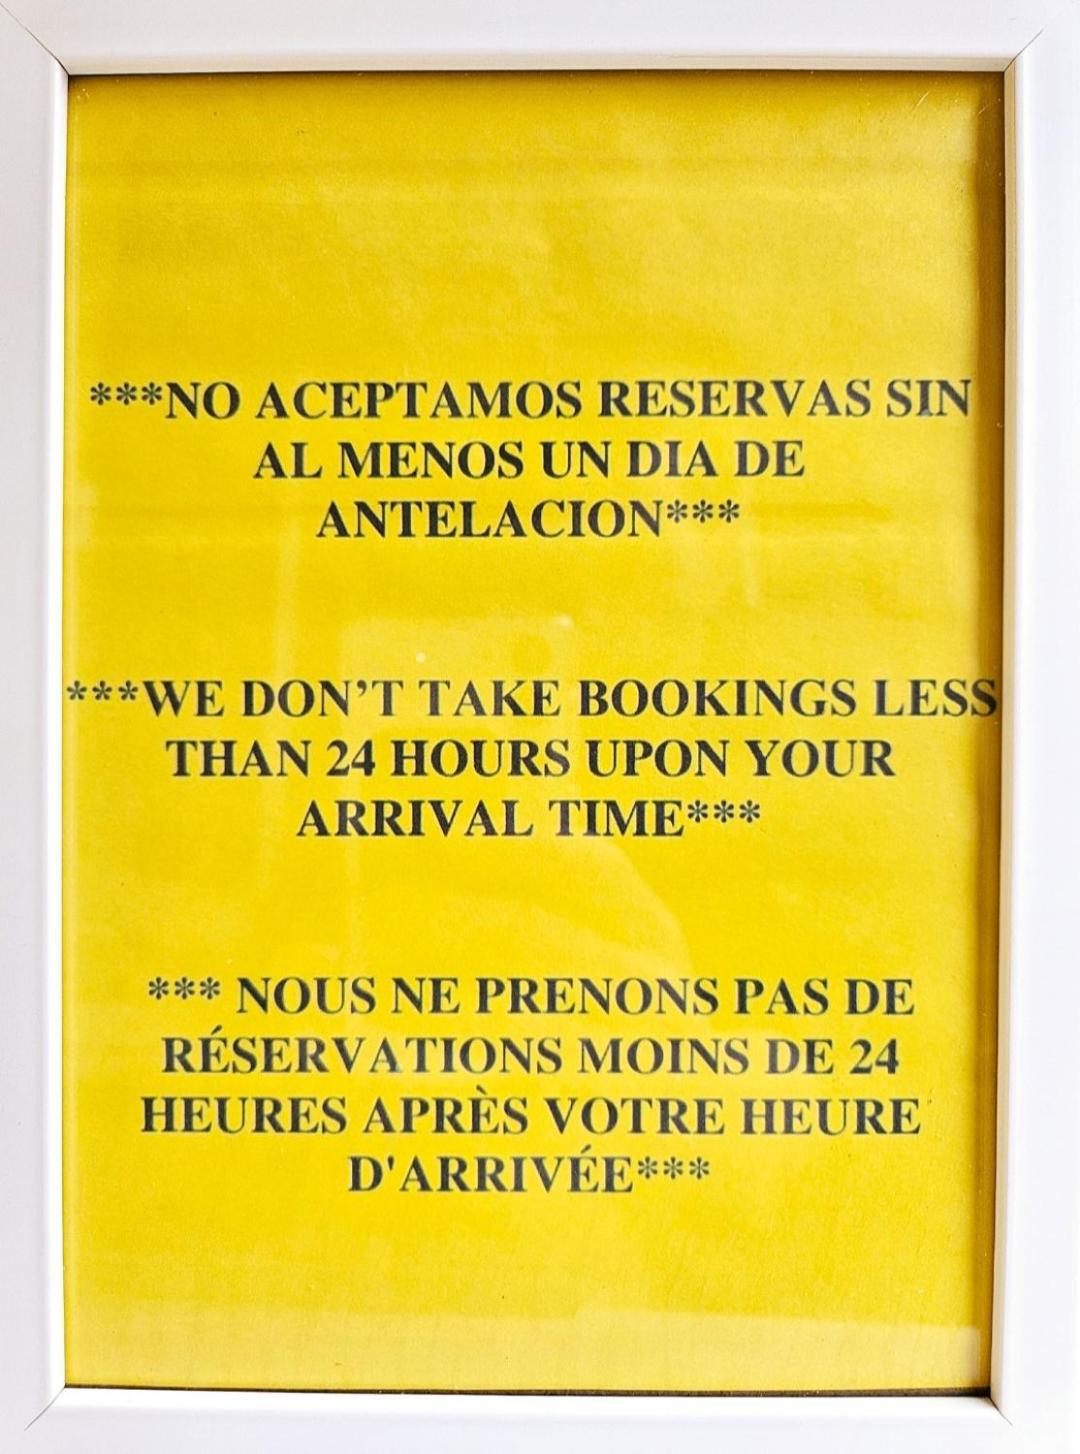 ***NO ACEPTAMOS RESERVAS SIN
AL MENOS UN DIA DE
ANTELACION***
***WE DON’T TAKE BOOKINGS LESS
THAN 24 HOURS UPON YOUR
ARRIVAL TIME***
*** NOUS NE PRENONS PAS DE
RÉSERVATIONS MOINS DE 24
HEURES APRÈS VOTRE HEURE
D'ARRIVÉE***